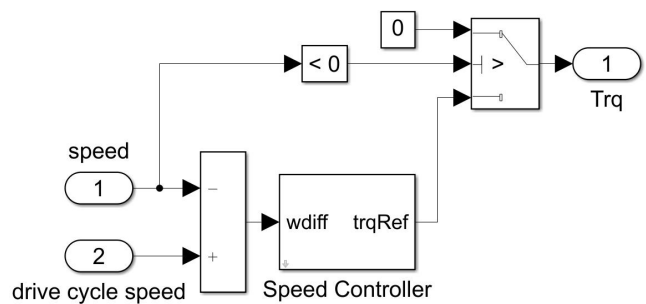 0
< 0
>
1
Trq
speed
1
−
wdiff
trqRef
2
+
drive cycle speed
Speed Controller